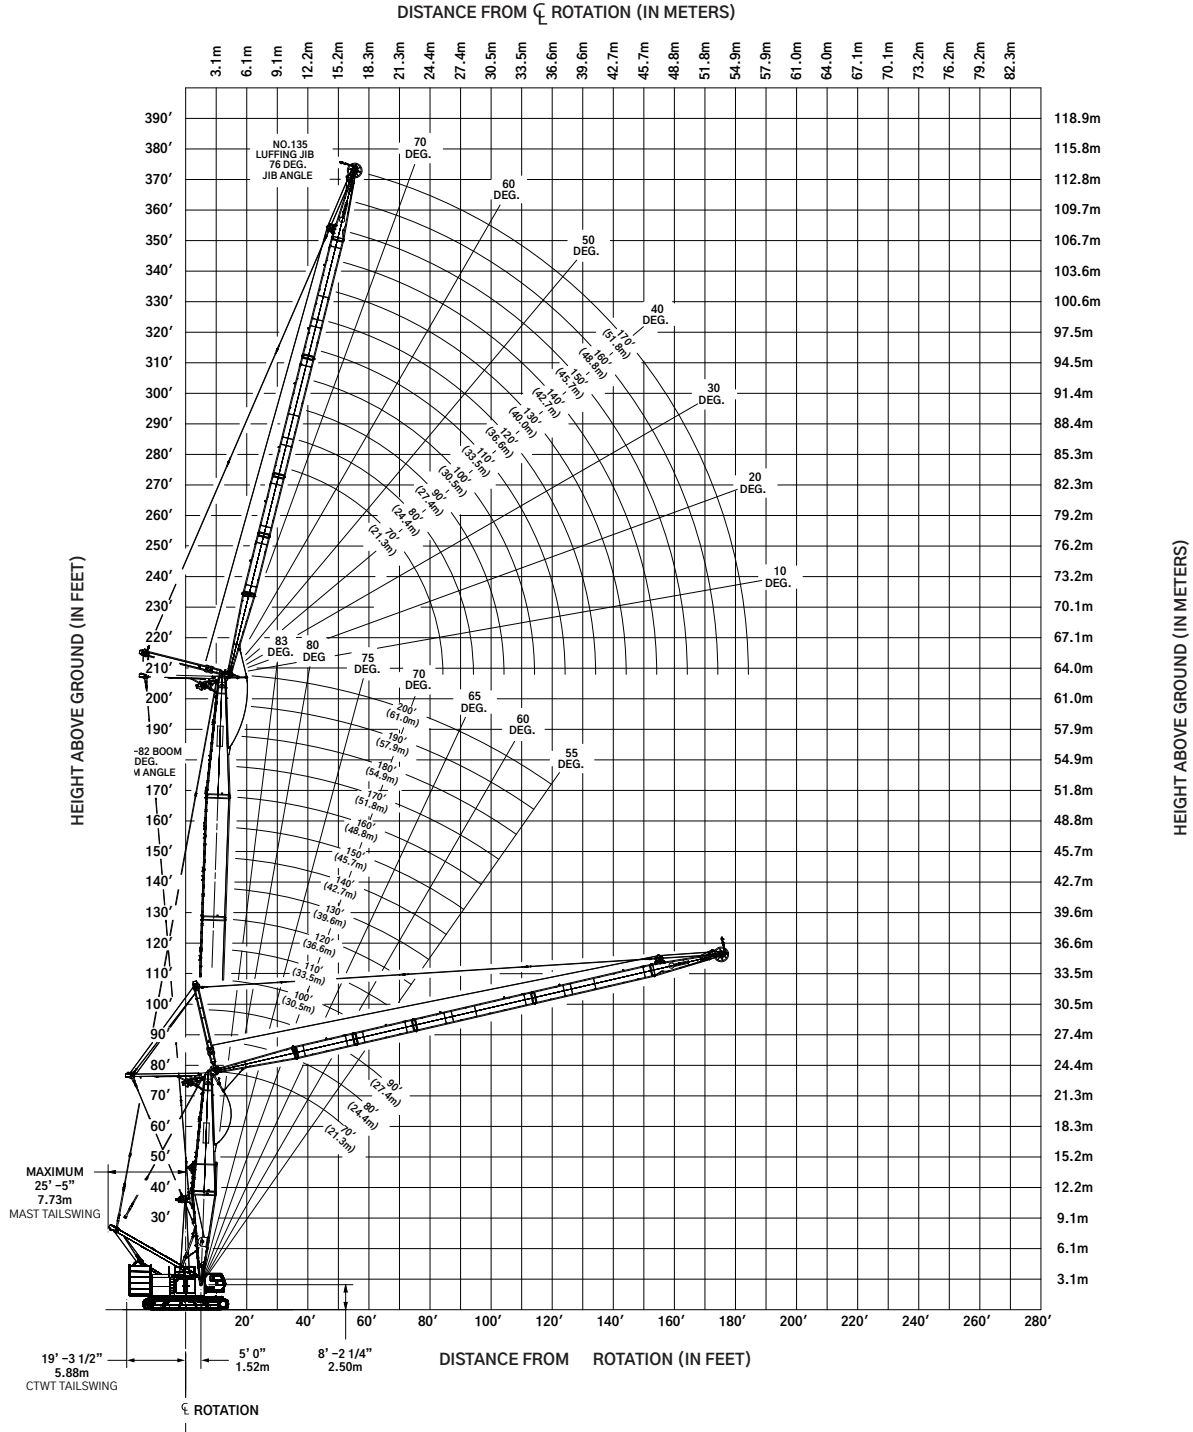 DISTANCE FROM ℄ ROTATION (IN METERS)
3.1m
6.1m
9.1m
12.2m
15.2m
18.3m
21.3m
24.4m
27.4m
30.5m
33.5m
36.6m
39.6m
42.7m
45.7m
48.8m
51.8m
54.9m
57.9m
61.0m
64.0m
67.1m
70.1m
73.2m
76.2m
79.2m
82.3m
390'
380'
370'
360'
350'
340'
330'
320'
310'
300'
290'
280'
270'
260'
250'
240'
230'
220'
210'
200'
190'
170'
160'
150'
140'
130'
120'
110'
100'
90'
80'
70'
60'
50'
40'
30'
118.9m
115.8m
112.8m
109.7m
106.7m
103.6m
100.6m
97.5m
94.5m
91.4m
88.4m
85.3m
82.3m
79.2m
76.2m
73.2m
70.1m
67.1m
64.0m
61.0m
57.9m
54.9m
51.8m
48.8m
45.7m
42.7m
39.6m
36.6m
33.5m
30.5m
27.4m
24.4m
21.3m
18.3m
15.2m
12.2m
9.1m
6.1m
3.1m
HEIGHT ABOVE GROUND (IN FEET)
HEIGHT ABOVE GROUND (IN METERS)
NO.135
LUFFING JIB
76 DEG.
JIB ANGLE
70
DEG.
60
DEG.
50
DEG.
40
DEG.
30
DEG.
20
DEG.
10
DEG.
170'
(51.8m)
160'
(48.8m)
150'
(45.7m)
140'
(42.7m)
130'
(40.0m)
120'
(36.6m)
110'
(33.5m)
100'
(30.5m)
90'
(27.4m)
80'
(24.4m)
70'
(21.3m)
83
DEG.
80
DEG
75
DEG.
70
DEG.
65
DEG.
60
DEG.
55
DEG.
-82 BOOM
DEG.
M ANGLE
200'
(61.0m)
190'
(57.9m)
180'
(54.9m)
170'
(51.8m)
160'
(48.8m)
150'
(45.7m)
140'
(42.7m)
130'
(39.6m)
120'
(36.6m)
110'
(33.5m)
100'
(30.5m)
90'
(27.4m)
80'
(24.4m)
70'
(21.3m)
MAXIMUM
25' -5"
7.73m
MAST TAILSWING
20'
40'
60'
80'
100'
120'
140'
160'
180'
200'
220'
240'
260'
280'
19' -3 1/2"
5.88m
CTWT TAILSWING
5' 0"
1.52m
8' -2 1/4"
2.50m
DISTANCE FROM ROTATION (IN FEET)
℄ ROTATION